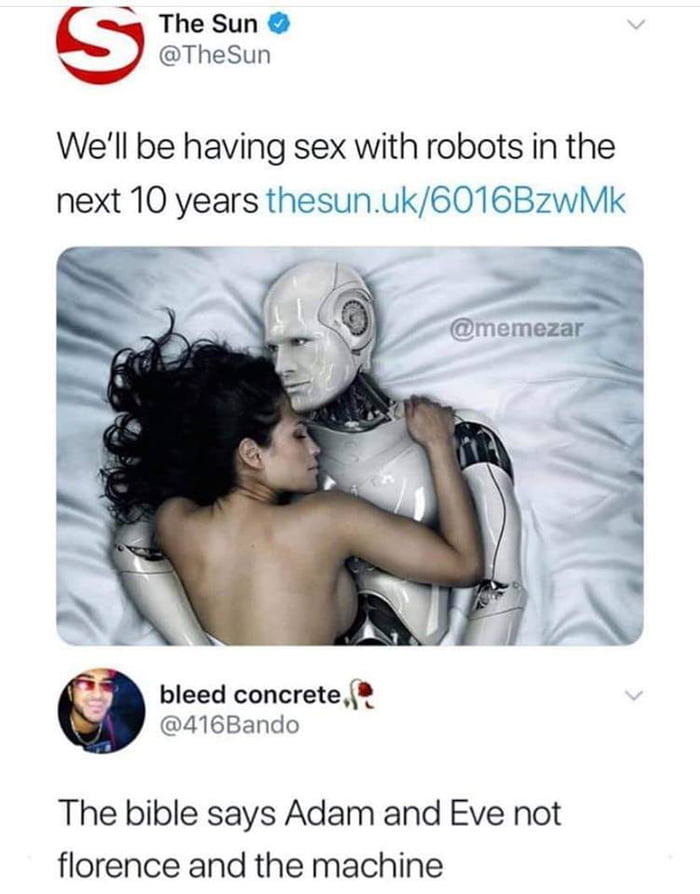 The Sun
@TheSun
We'll be having sex with robots in the
next 10 years thesun.uk/6016BzwMk
@memezar
bleed concrete,🥀
@416Bando
The bible says Adam and Eve not
florence and the machine